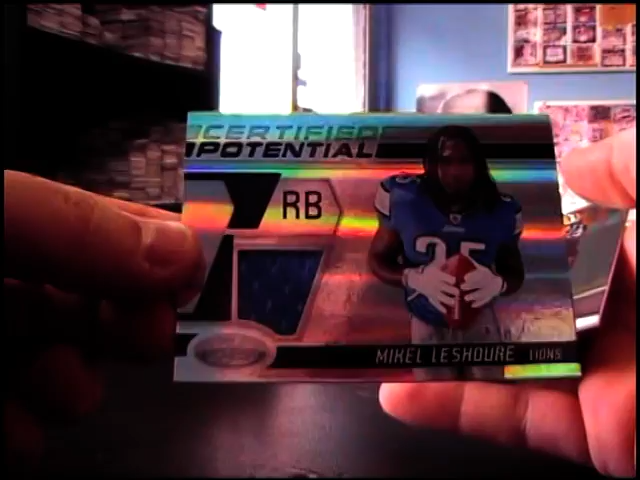 CERTIFIED
POTENTIAL
RB
25
MIKEL LESHOURE LIONS